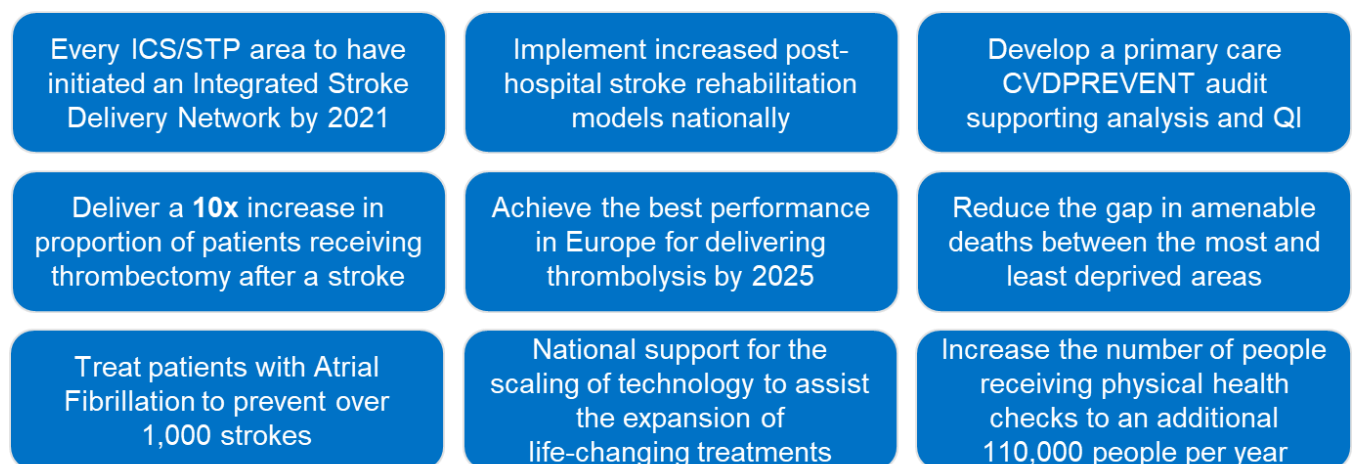 Every ICS/STP area to have
initiated an Integrated Stroke
Delivery Network by 2021
Implement increased post-
hospital stroke rehabilitation
models nationally
Develop a primary care
CVDPREVENT audit
supporting analysis and QI
Deliver a 10x increase in
proportion of patients receiving
thrombectomy after a stroke
Achieve the best performance
in Europe for delivering
thrombolysis by 2025
Reduce the gap in amenable
deaths between the most and
least deprived areas
Treat patients with Atrial
Fibrillation to prevent over
1,000 strokes
National support for the
scaling of technology to assist
the expansion of
life-changing treatments
Increase the number of people
receiving physical health
checks to an additional
110,000 people per year